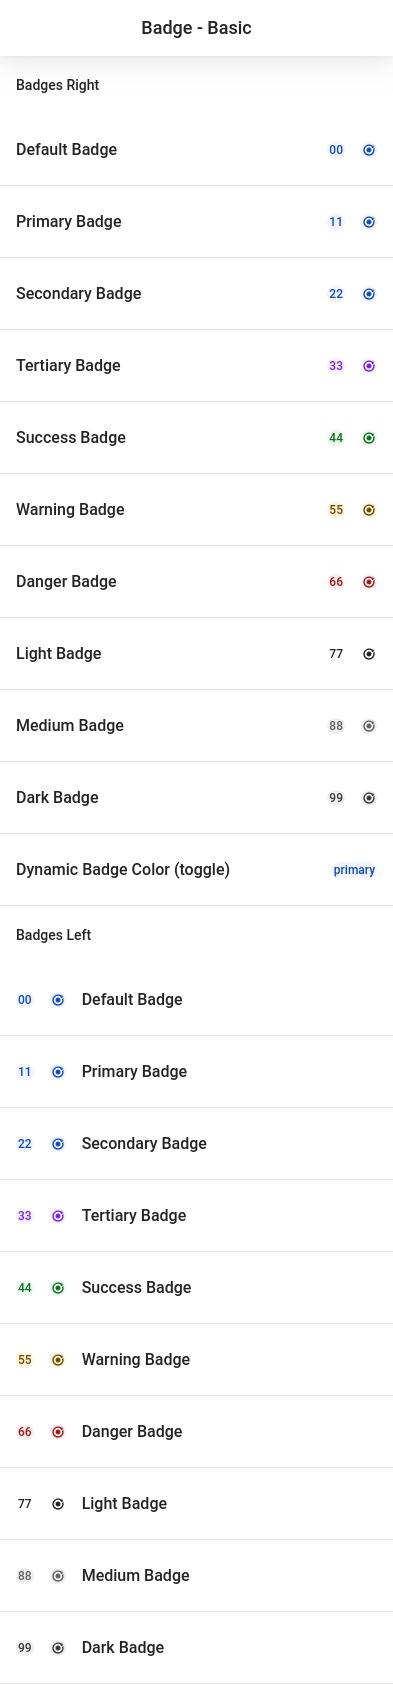 Badge - Basic
Badges Right
Default Badge 00
Primary Badge 11
Secondary Badge 22
Tertiary Badge 33
Success Badge 44
Warning Badge 55
Danger Badge 66
Light Badge 77
Medium Badge 88
Dark Badge 99
Dynamic Badge Color (toggle) primary
Badges Left
00 Default Badge
11 Primary Badge
22 Secondary Badge
33 Tertiary Badge
44 Success Badge
55 Warning Badge
66 Danger Badge
77 Light Badge
88 Medium Badge
99 Dark Badge